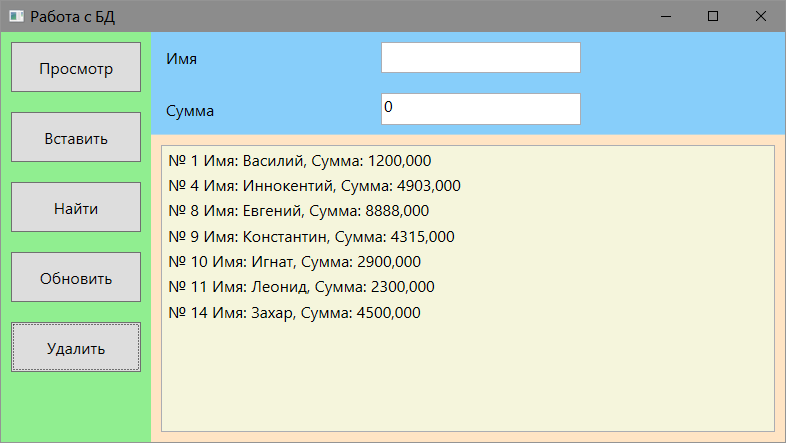 Работа с БД
Просмотр
Вставить
Найти
Обновить
Удалить
Имя
Сумма
0
№ 1 Имя: Василий, Сумма: 1200,000
№ 4 Имя: Иннокентий, Сумма: 4903,000
№ 8 Имя: Евгений, Сумма: 8888,000
№ 9 Имя: Константин, Сумма: 4315,000
№ 10 Имя: Игнат, Сумма: 2900,000
№ 11 Имя: Леонид, Сумма: 2300,000
№ 14 Имя: Захар, Сумма: 4500,000